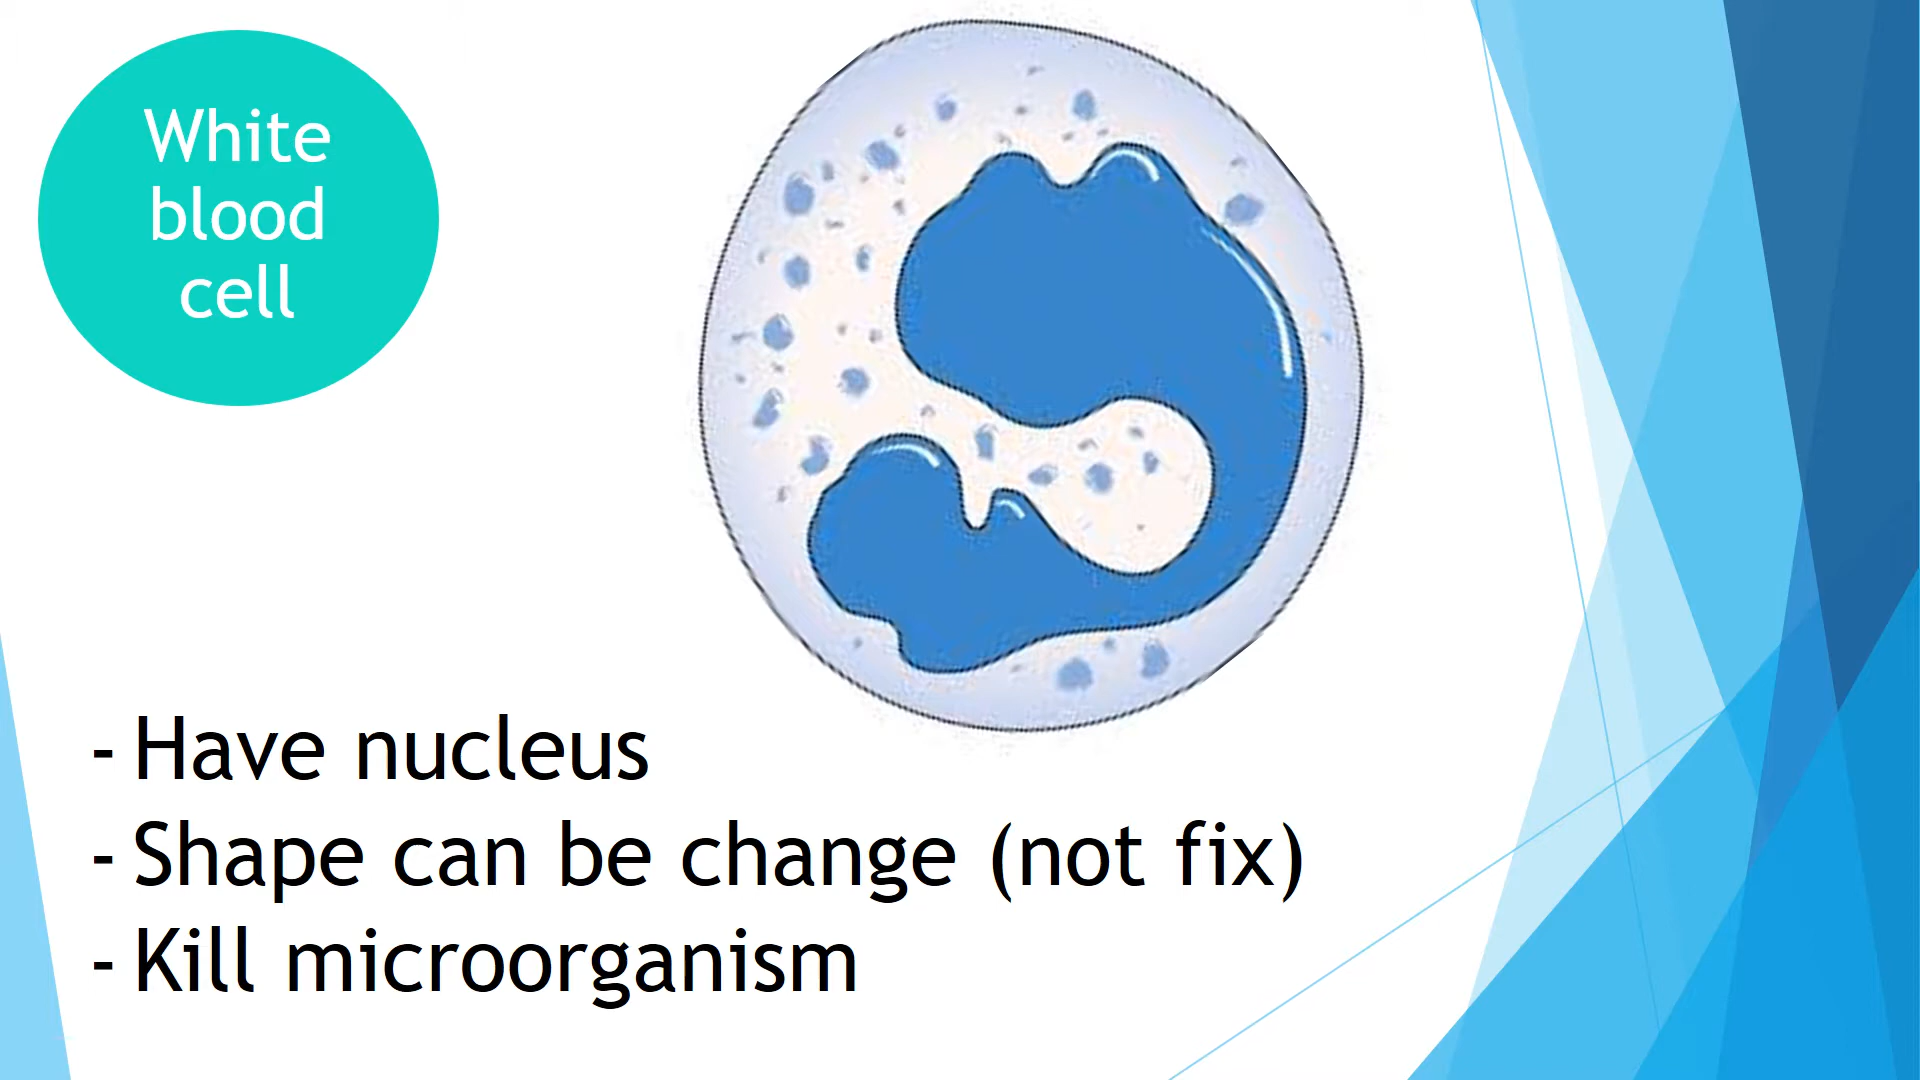 White
blood
cell
- Have nucleus
- Shape can be change (not fix)
- Kill microorganism